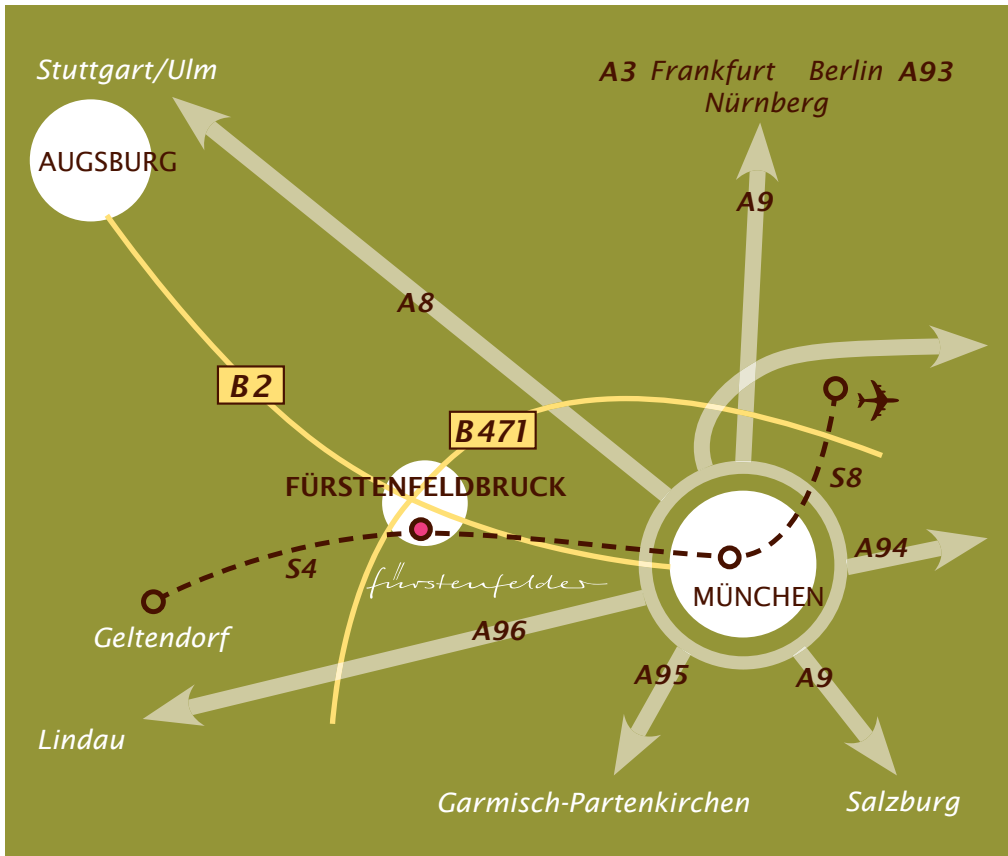 Stuttgart/Ulm
A3 Frankfurt Berlin A93
Nürnberg
AUGSBURG
A9
A8
B2
B471
FÜRSTENFELDBRUCK
S8
A94
S4
fürstenfelder
MÜNCHEN
Geltendorf
A96
A95
A9
Lindau
Garmisch-Partenkirchen
Salzburg